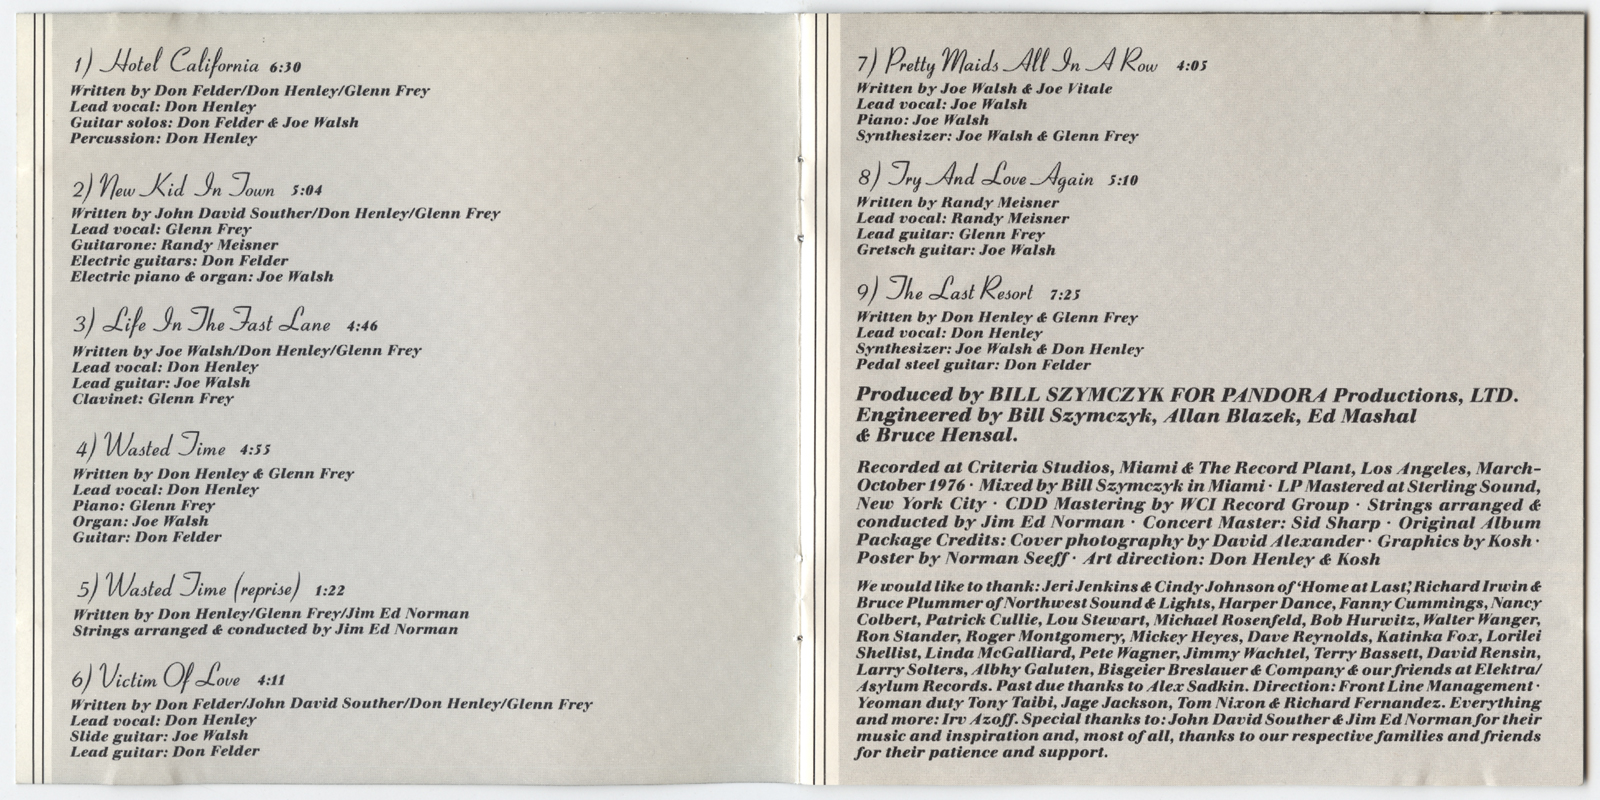 1) Hotel California 6:30
Written by Don Felder/Don Henley/Glenn Frey
Lead vocal: Don Henley
Guitar solos: Don Felder & Joe Walsh
Percussion: Don Henley
2) New Kid In Town 5:04
Written by John David Souther/Don Henley/Glenn Frey
Lead vocal: Glenn Frey
Guitarone: Randy Meisner
Electric guitars: Don Felder
Electric piano & organ: Joe Walsh
3) Life In The Fast Lane 4:46
Written by Joe Walsh/Don Henley/Glenn Frey
Lead vocal: Don Henley
Lead guitar: Joe Walsh
Clavinet: Glenn Frey
4) Wasted Time 4:55
Written by Don Henley & Glenn Frey
Lead vocal: Don Henley
Piano: Glenn Frey
Organ: Joe Walsh
Guitar: Don Felder
5) Wasted Time (reprise) 1:22
Written by Don Henley/Glenn Frey/Jim Ed Norman
Strings arranged & conducted by Jim Ed Norman
6) Victim Of Love 4:11
Written by Don Felder/John David Souther/Don Henley/Glenn Frey
Lead vocal: Don Henley
Slide guitar: Joe Walsh
Lead guitar: Don Felder
7) Pretty Maids All In A Row 4:05
Written by Joe Walsh & Joe Vitale
Lead vocal: Joe Walsh
Piano: Joe Walsh
Synthesizer: Joe Walsh & Glenn Frey
8) Try And Love Again 5:10
Written by Randy Meisner
Lead vocal: Randy Meisner
Lead guitar: Glenn Frey
Gretsch guitar: Joe Walsh
9) The Last Resort 7:25
Written by Don Henley & Glenn Frey
Lead vocal: Don Henley
Synthesizer: Joe Walsh & Don Henley
Pedal steel guitar: Don Felder
Produced by BILL SZYMCZYK FOR PANDORA Productions, LTD.
Engineered by Bill Szymczyk, Allan Blazek, Ed Mashal
& Bruce Hensal.
Recorded at Criteria Studios, Miami & The Record Plant, Los Angeles, March-
October 1976 · Mixed by Bill Szymczyk in Miami · LP Mastered at Sterling Sound,
New York City · CDD Mastering by WCI Record Group · Strings arranged &
conducted by Jim Ed Norman · Concert Master: Sid Sharp · Original Album
Package Credits: Cover photography by David Alexander · Graphics by Kosh ·
Poster by Norman Seeff · Art direction: Don Henley & Kosh
We would like to thank: Jeri Jenkins & Cindy Johnson of 'Home at Last', Richard Irwin &
Bruce Plummer of Northwest Sound & Lights, Harper Dance, Fanny Cummings, Nancy
Colbert, Patrick Cullie, Lou Stewart, Michael Rosenfeld, Bob Hurwitz, Walter Wanger,
Ron Stander, Roger Montgomery, Mickey Heyes, Dave Reynolds, Katinka Fox, Lorilei
Shellist, Linda McGalliard, Pete Wagner, Jimmy Wachtel, Terry Bassett, David Rensin,
Larry Solters, Albhy Galuten, Bisgeier Breslauer & Company & our friends at Elektra/
Asylum Records. Past due thanks to Alex Sadkin. Direction: Front Line Management ·
Yeoman duty Tony Taibi, Jage Jackson, Tom Nixon & Richard Fernandez. Everything
and more: Irv Azoff. Special thanks to: John David Souther & Jim Ed Norman for their
music and inspiration and, most of all, thanks to our respective families and friends
for their patience and support.